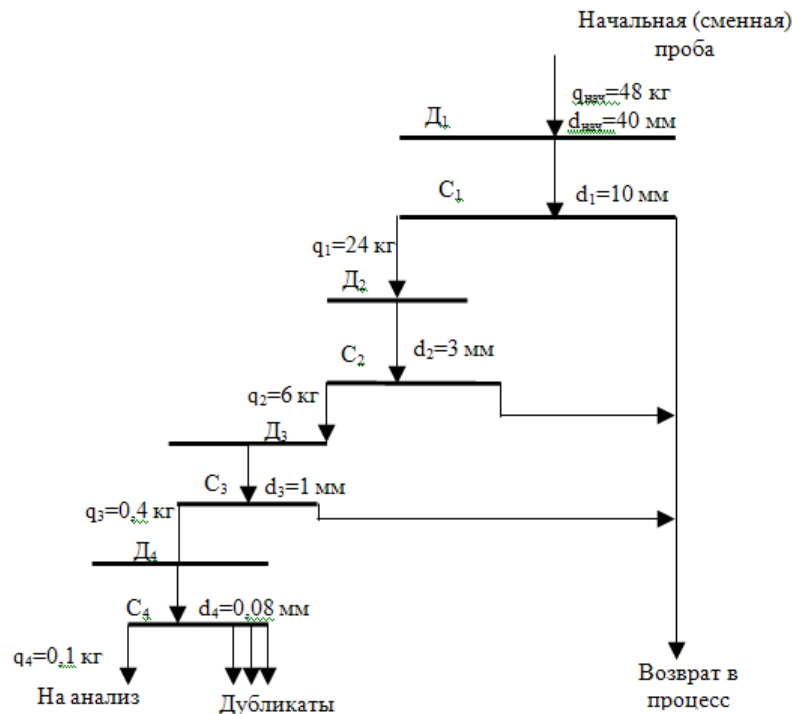 Начальная (сменная)
проба
qнач=48 кг
Д1
dнач=40 мм
С1
d1=10 мм
q1=24 кг
Д2
С2
d2=3 мм
q2=6 кг
Д3
С3
d3=1 мм
q3=0,4 кг
Д4
С4
d4=0,08 мм
q4=0,1 кг
На анализ
Дубликаты
Возврат в
процесс